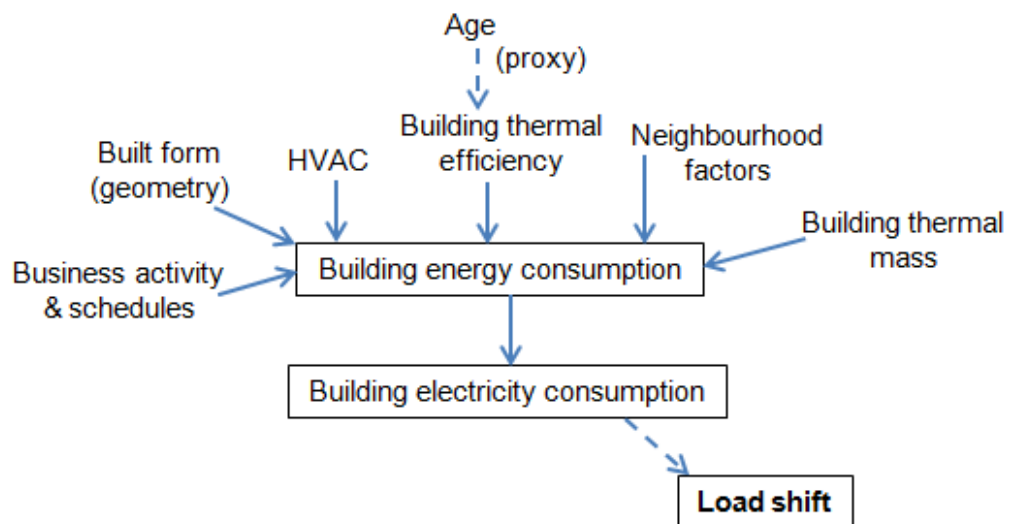 Age
(proxy)
Building thermal
efficiency
Neighbourhood
factors
Built form
(geometry)
HVAC
Building thermal
mass
Business activity
& schedules
Building energy consumption
Building electricity consumption
Load shift